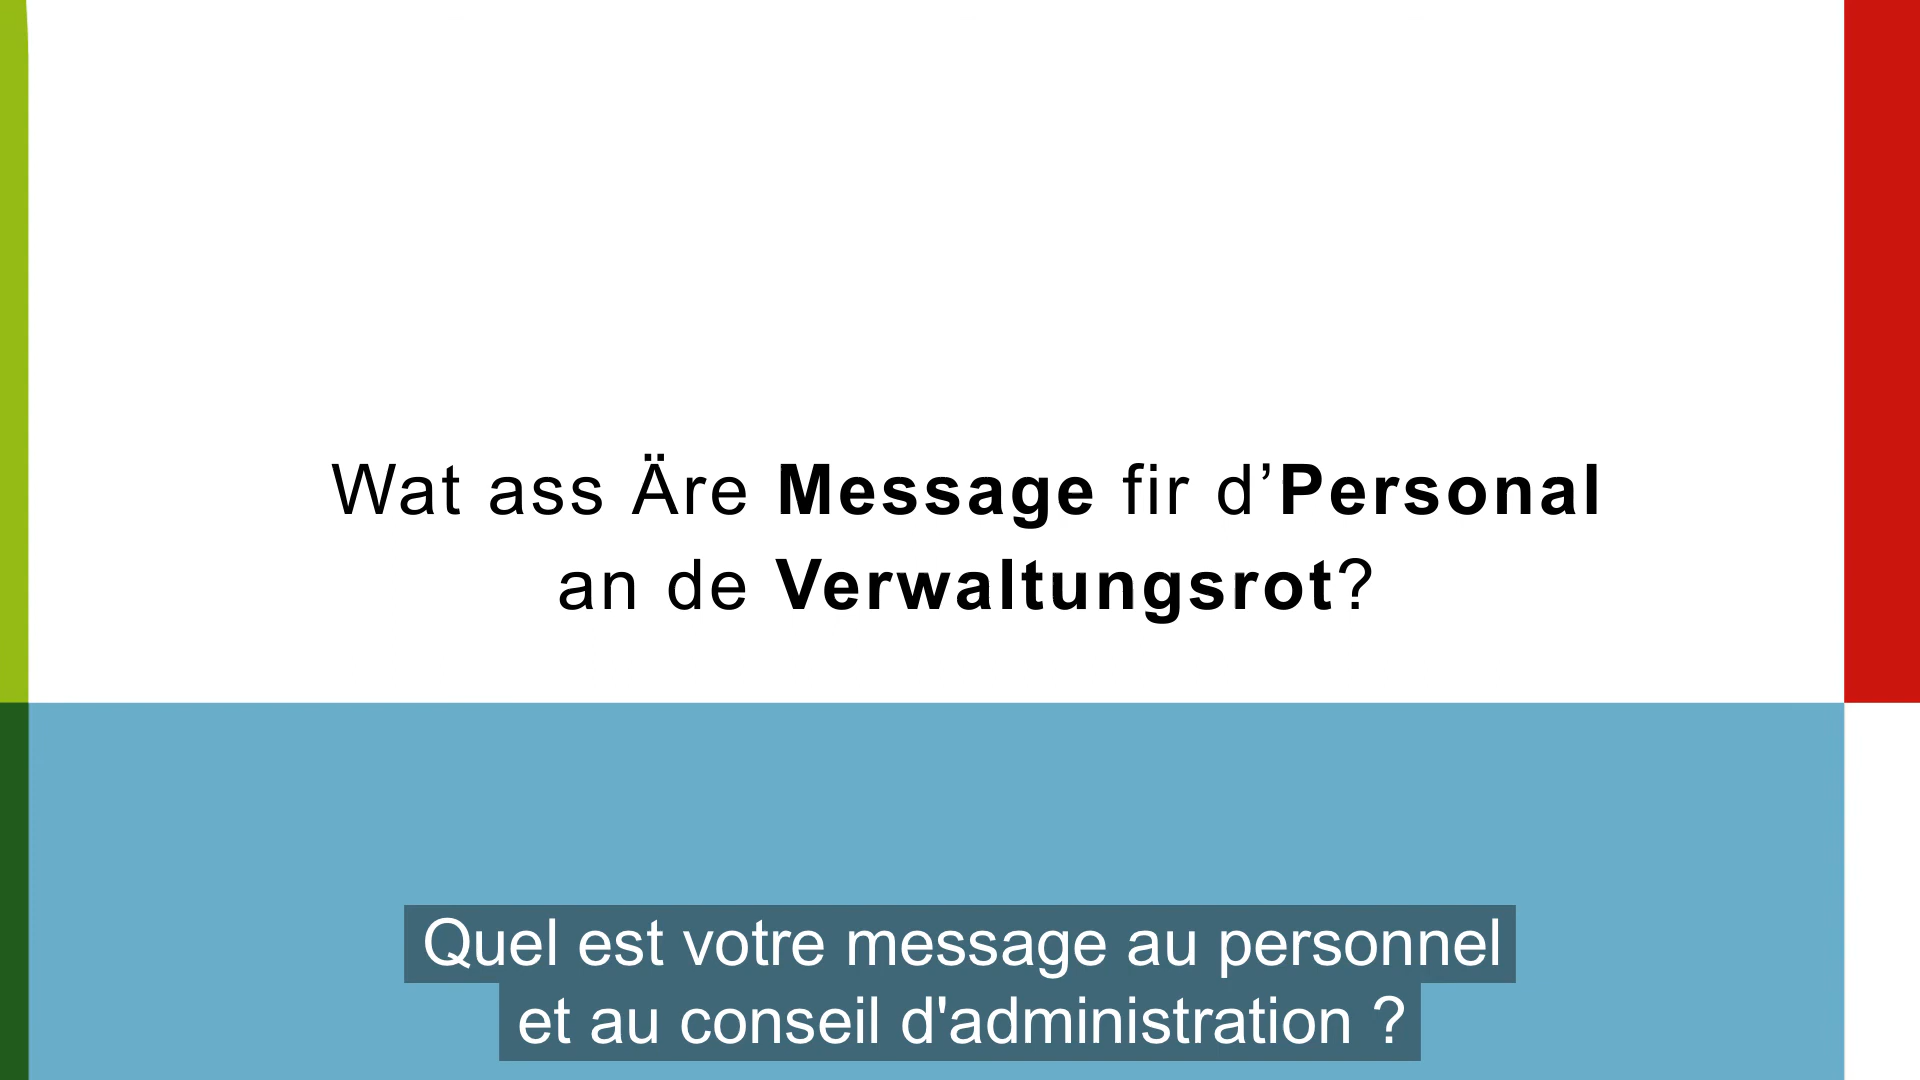 Wat ass Äre Message fir d’Personal
an de Verwaltungsrot?
Quel est votre message au personnel
et au conseil d'administration ?